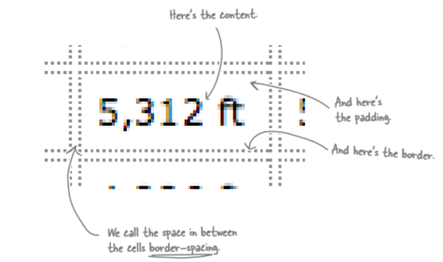 Here's the content
5,312 ft
And here's
the padding.
And here's the border.
We call the space in between
the cells border-spacing.